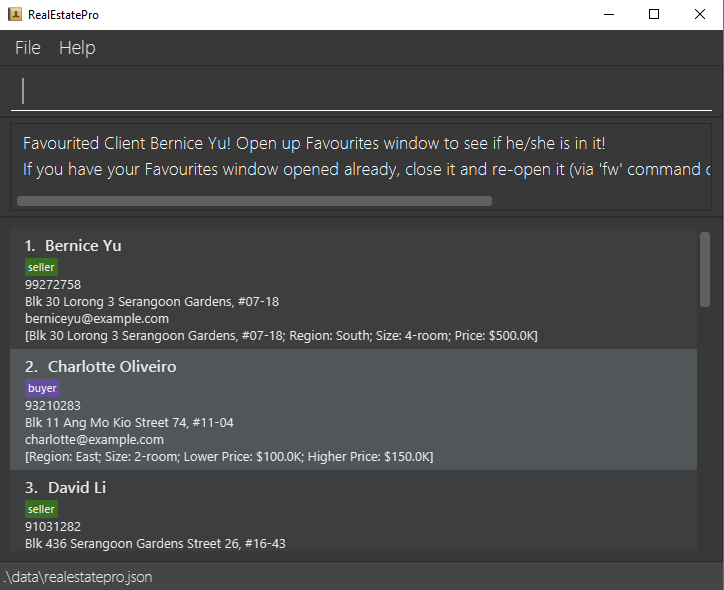 RealEstatePro
File Help
Favourited Client Bernice Yu! Open up Favourites window to see if he/she is in it!
If you have your Favourites window opened already, close it and re-open it (via 'fw' command
1. Bernice Yu
seller
99272758
Blk 30 Lorong 3 Serangoon Gardens, #07-18
berniceyu@example.com
[Blk 30 Lorong 3 Serangoon Gardens, #07-18; Region: South; Size: 4-room; Price: $500.0K]
2. Charlotte Oliveiro
buyer
93210283
Blk 11 Ang Mo Kio Street 74, #11-04
charlotte@example.com
[Region: East; Size: 2-room; Lower Price: $100.0K; Higher Price: $150.0K]
3. David Li
seller
91031282
Blk 436 Serangoon Gardens Street 26, #16-43
.\data\realestatepro.json